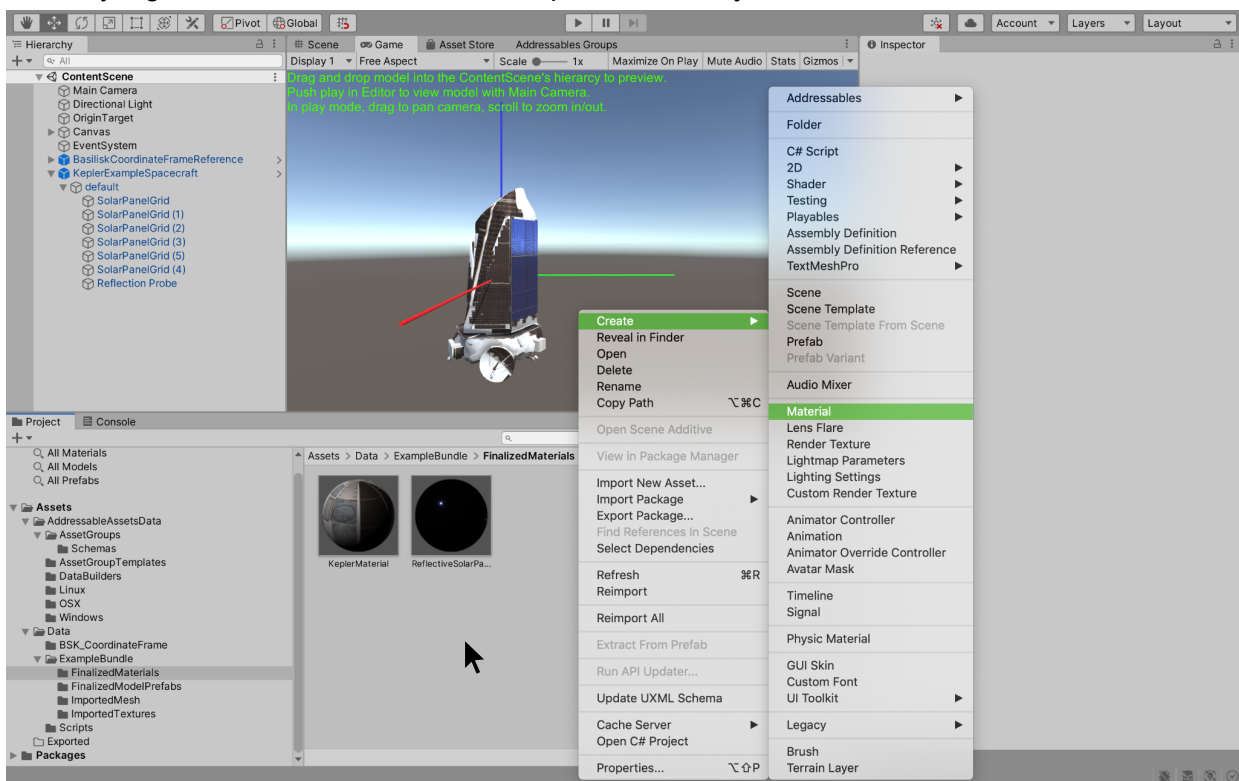 Pivot Global Account Layers Layout
Hierarchy
All
ContentScene
Main Camera
Directional Light
OriginTarget
Canvas
EventSystem
BasiliskCoordinateFrameReference
KeplerExampleSpacecraft
default
SolarPanelGrid
SolarPanelGrid (1)
SolarPanelGrid (2)
SolarPanelGrid (3)
SolarPanelGrid (5)
SolarPanelGrid (4)
Reflection Probe
Scene Game Asset Store Addressables Groups
Display 1 Free Aspect Scale 1x Maximize On Play Mute Audio Stats Gizmos
Drag and drop model into the ContentScene's hierarcy to preview.
Push play in Editor to view model with Main Camera.
In play mode, drag to pan camera, scroll to zoom in/out.
Inspector
Project Console
All Materials
All Models
All Prefabs
Assets
AddressableAssetsData
AssetGroups
Schemas
AssetGroupTemplates
DataBuilders
Linux
OSX
Windows
Data
BSK_CoordinateFrame
ExampleBundle
FinalizedMaterials
FinalizedModelPrefabs
ImportedMesh
ImportedTextures
Scripts
Exported
Packages
Assets > Data > ExampleBundle > FinalizedMaterials
KeplerMaterial ReflectiveSolarPa...
Create
Reveal in Finder
Open
Delete
Rename
Copy Path ⌥⌘C
Open Scene Additive
View in Package Manager
Import New Asset...
Import Package
Export Package...
Find References In Scene
Select Dependencies
Refresh ⌘R
Reimport
Reimport All
Extract From Prefab
Run API Updater...
Update UXML Schema
Cache Server
Open C# Project
Properties... ⌥⇧P
Addressables
Folder
C# Script
2D
Shader
Testing
Playables
Assembly Definition
Assembly Definition Reference
TextMeshPro
Scene
Scene Template
Scene Template From Scene
Prefab
Prefab Variant
Audio Mixer
Material
Lens Flare
Render Texture
Lightmap Parameters
Lighting Settings
Custom Render Texture
Animator Controller
Animation
Animator Override Controller
Avatar Mask
Timeline
Signal
Physic Material
GUI Skin
Custom Font
UI Toolkit
Legacy
Brush
Terrain Layer